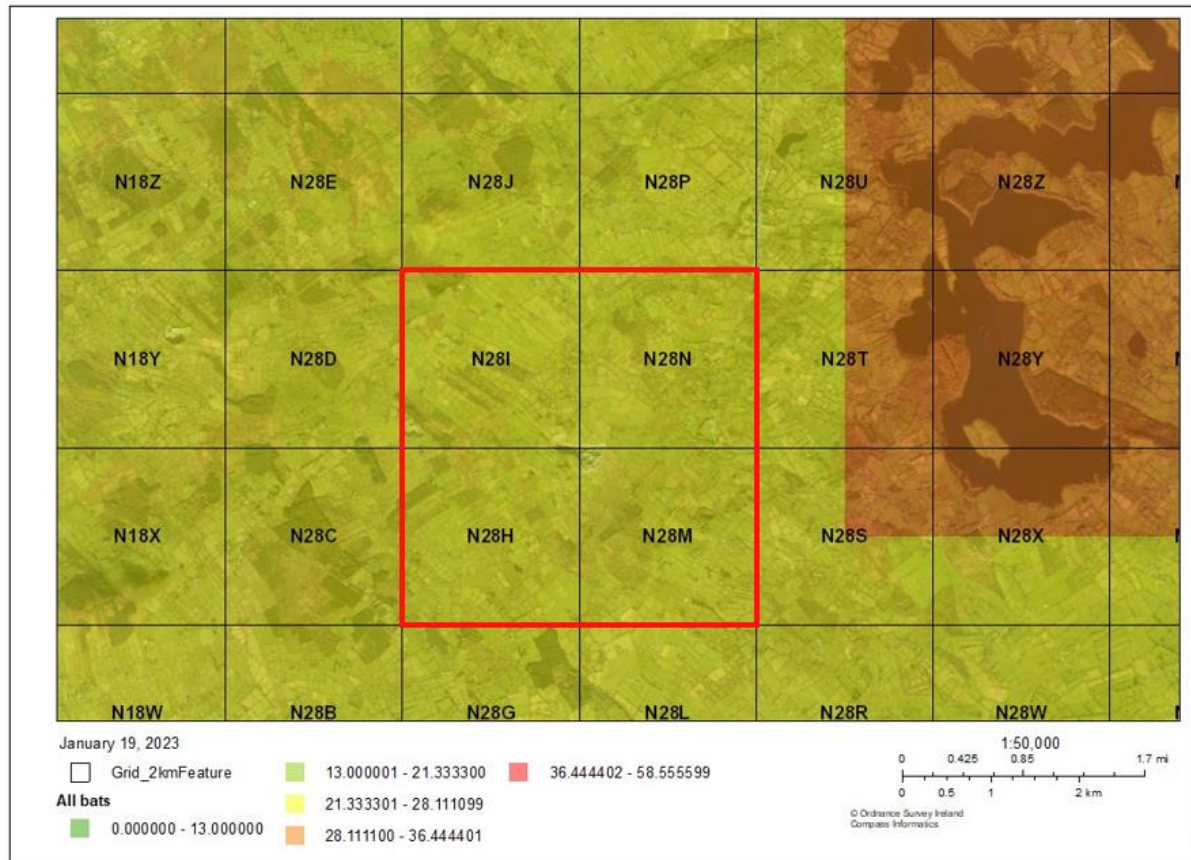 N18Z N28E N28J N28P N28U N28Z
N18Y N28D N28I N28N N28T N28Y
N18X N28C N28H N28M N28S N28X
N18W N28B N28G N28L N28R N28W
January 19, 2023
Grid_2kmFeature
All bats
0.000000 - 13.000000
13.000001 - 21.333300
21.333301 - 28.111099
28.111100 - 36.444401
36.444402 - 58.555599
1:50,000
0 0.425 0.85 1.7 mi
0 0.5 1 2 km
© Ordnance Survey Ireland
Compass Informatics